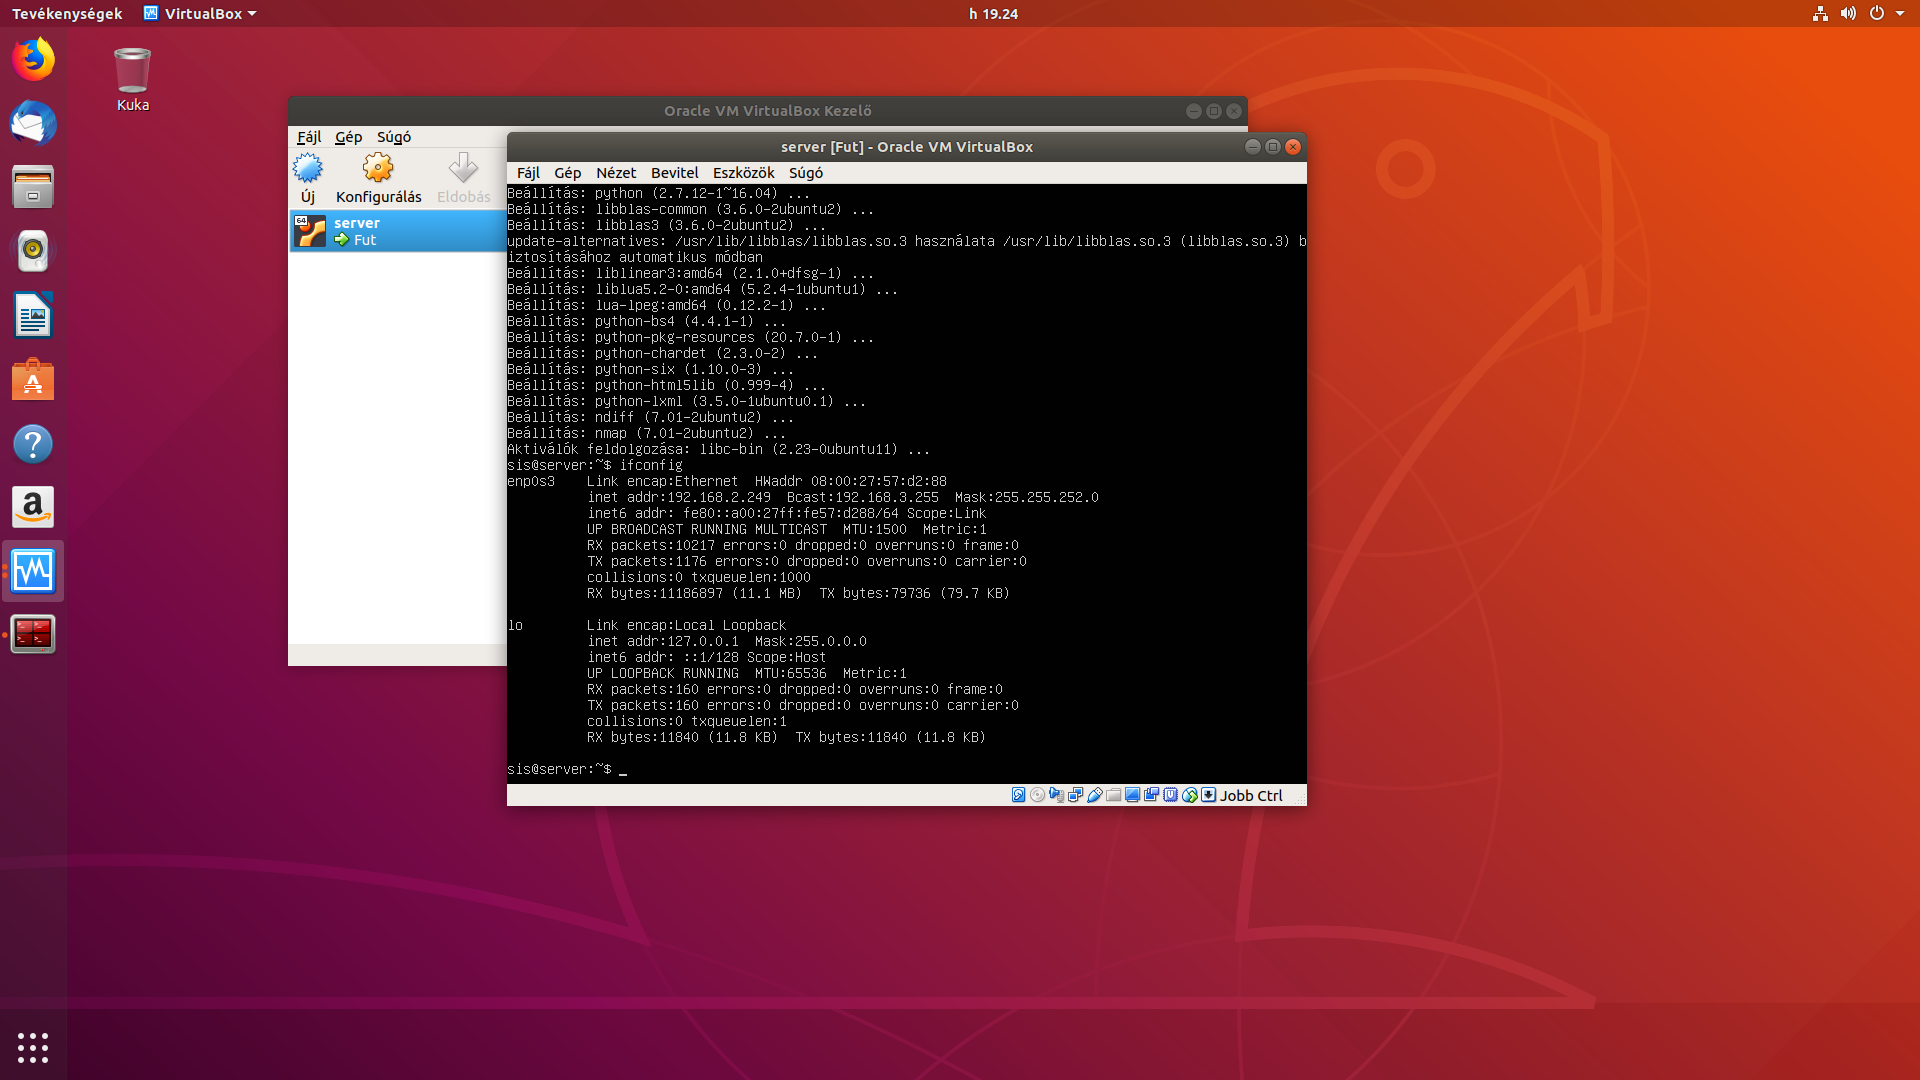 Tevékenységek VirtualBox h 19.24
Kuka
Oracle VM VirtualBox Kezelő
Fájl Gép Súgó
Új Konfigurálás Eldobás
64 server
Fut
server [Fut] - Oracle VM VirtualBox
Fájl Gép Nézet Bevitel Eszközök Súgó
Beállítás: python (2.7.12-1~16.04) ...
Beállítás: libblas-common (3.6.0-2ubuntu2) ...
Beállítás: libblas3 (3.6.0-2ubuntu2) ...
update-alternatives: /usr/lib/libblas/libblas.so.3 használata /usr/lib/libblas.so.3 (libblas.so.3) b
iztosításához automatikus módban
Beállítás: liblinear3:amd64 (2.1.0+dfsg-1) ...
Beállítás: liblua5.2-0:amd64 (5.2.4-1ubuntu1) ...
Beállítás: lua-lpeg:amd64 (0.12.2-1) ...
Beállítás: python-bs4 (4.4.1-1) ...
Beállítás: python-pkg-resources (20.7.0-1) ...
Beállítás: python-chardet (2.3.0-2) ...
Beállítás: python-six (1.10.0-3) ...
Beállítás: python-html5lib (0.999-4) ...
Beállítás: python-lxml (3.5.0-1ubuntu0.1) ...
Beállítás: ndiff (7.01-2ubuntu2) ...
Beállítás: nmap (7.01-2ubuntu2) ...
Aktiválók feldolgozása: libc-bin (2.23-0ubuntu11) ...
sis@server:~$ ifconfig
enp0s3 Link encap:Ethernet HWaddr 08:00:27:57:d2:88
inet addr:192.168.2.249 Bcast:192.168.3.255 Mask:255.255.252.0
inet6 addr: fe80::a00:27ff:fe57:d288/64 Scope:Link
UP BROADCAST RUNNING MULTICAST MTU:1500 Metric:1
RX packets:10217 errors:0 dropped:0 overruns:0 frame:0
TX packets:1176 errors:0 dropped:0 overruns:0 carrier:0
collisions:0 txqueuelen:1000
RX bytes:11186897 (11.1 MB) TX bytes:79736 (79.7 KB)
lo Link encap:Local Loopback
inet addr:127.0.0.1 Mask:255.0.0.0
inet6 addr: ::1/128 Scope:Host
UP LOOPBACK RUNNING MTU:65536 Metric:1
RX packets:160 errors:0 dropped:0 overruns:0 frame:0
TX packets:160 errors:0 dropped:0 overruns:0 carrier:0
collisions:0 txqueuelen:1
RX bytes:11840 (11.8 KB) TX bytes:11840 (11.8 KB)
sis@server:~$ _
Jobb Ctrl